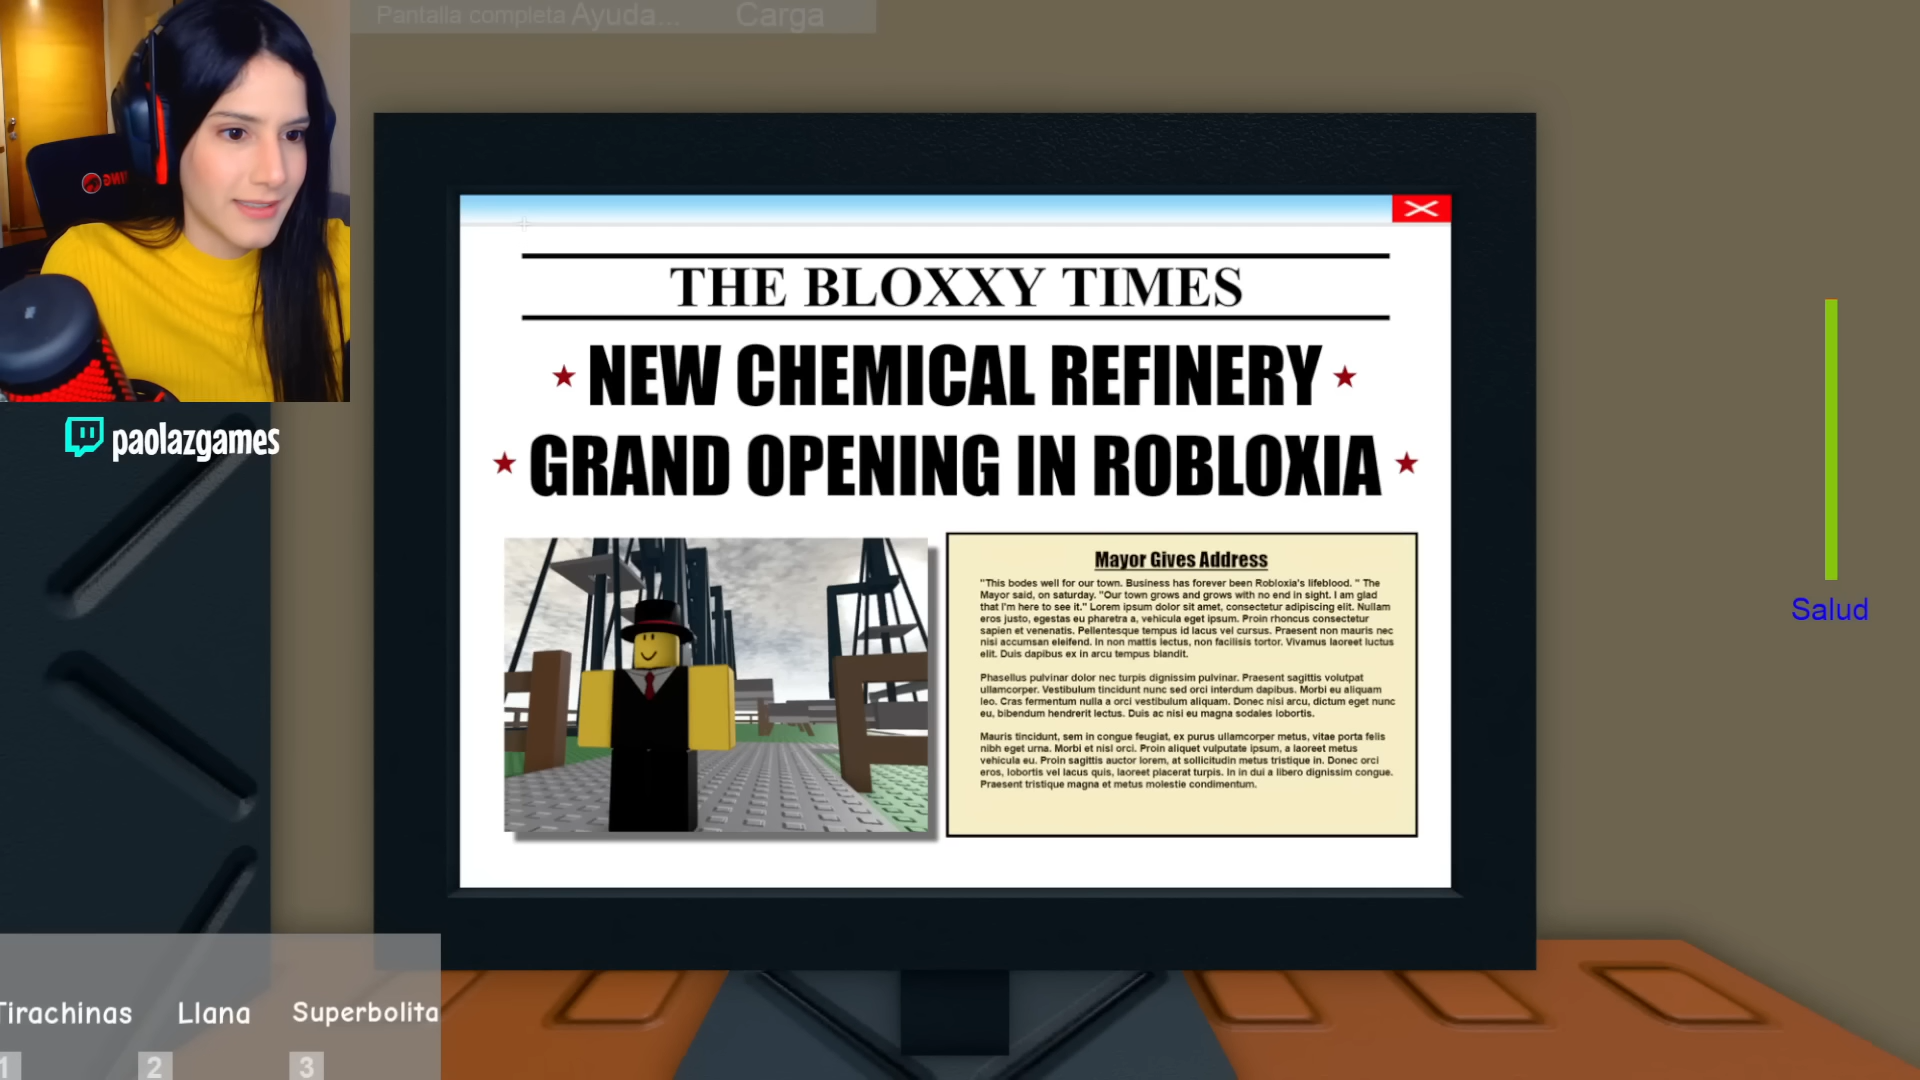 Pantalla completa Ayuda... Carga
paolazgames
THE BLOXXY TIMES
NEW CHEMICAL REFINERY
GRAND OPENING IN ROBLOXIA
Mayor Gives Address
"This bodes well for our town. Business has forever been Robloxia's lifeblood. " The
Mayor said, on saturday. "Our town grows and grows with no end in sight. I am glad
that I'm here to see it." Lorem ipsum dolor sit amet, consectetur adipiscing elit. Nullam
eros justo, egestas eu pharetra a, vehicula eget ipsum. Proin rhoncus consectetur
sapien et venenatis. Pellentesque tempus id lacus vel cursus. Praesent non mauris nec
nisi accumsan eleifend. In non mattis lectus, non facilisis tortor. Vivamus laoreet luctus
elit. Duis dapibus ex in arcu tempus blandit.
Phasellus pulvinar dolor nec turpis dignissim pulvinar. Praesent sagittis volutpat
ullamcorper. Vestibulum tincidunt nunc sed orci interdum dapibus. Morbi eu aliquam
leo. Cras fermentum nulla a orci vestibulum aliquam. Donec nisi arcu, dictum eget nunc
eu, bibendum hendrerit lectus. Duis ac nisi eu magna sodales lobortis.
Mauris tincidunt, sem in congue feugiat, ex purus ullamcorper metus, vitae porta felis
nibh eget urna. Morbi et nisl orci. Proin aliquet vulputate ipsum, a laoreet metus
vehicula eu. Proin sagittis auctor lorem, at sollicitudin metus tristique in. Donec orci
eros, lobortis vel lacus quis, laoreet placerat turpis. In in dui a libero dignissim congue.
Praesent tristique magna et metus molestie condimentum.
Salud
Tirachinas Llana Superbolita
1 2 3